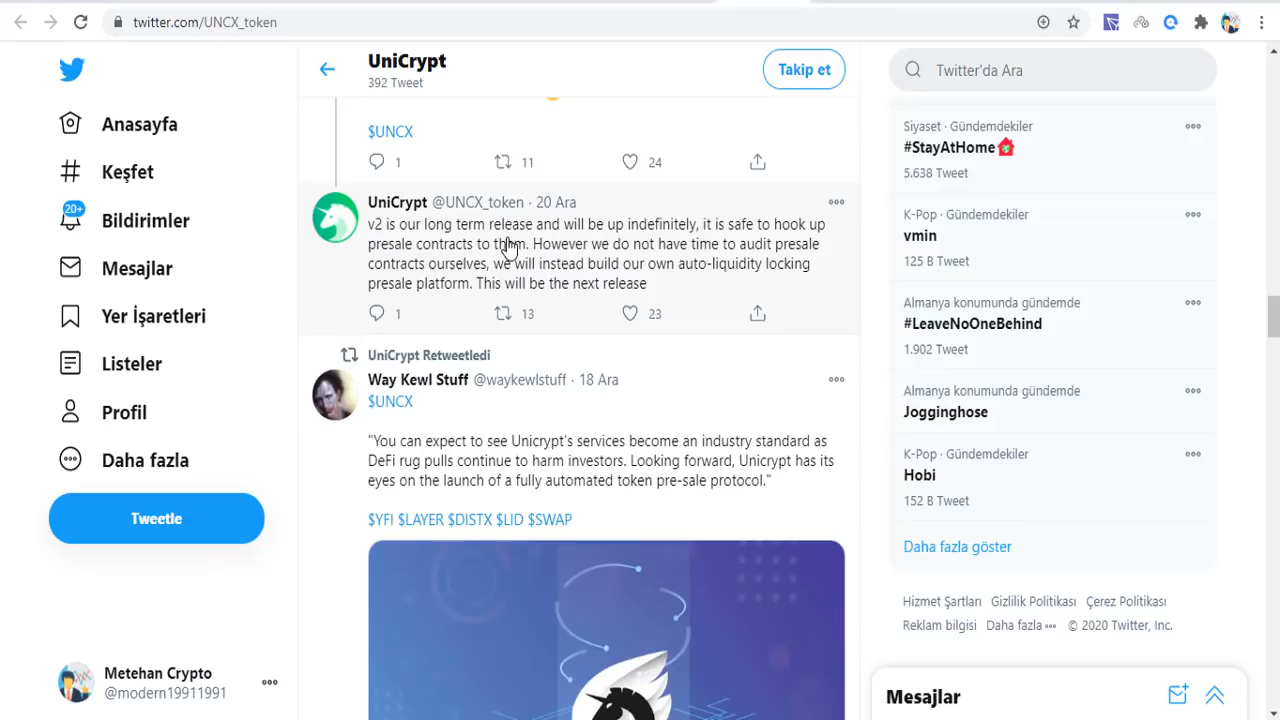 twitter.com/UNCX_token
UniCrypt
392 Tweet
Takip et
Twitter'da Ara
Anasayfa
Keşfet
20+
Bildirimler
Mesajlar
Yer İşaretleri
Listeler
Profil
Daha fazla
Tweetle
Metehan Crypto
@modern19911991
$UNCX
1 11 24
UniCrypt @UNCX_token · 20 Ara
v2 is our long term release and will be up indefinitely, it is safe to hook up
presale contracts to them. However we do not have time to audit presale
contracts ourselves, we will instead build our own auto-liquidity locking
presale platform. This will be the next release
1 13 23
UniCrypt Retweetledi
Way Kewl Stuff @waykewlstuff · 18 Ara
$UNCX
"You can expect to see Unicrypt's services become an industry standard as
DeFi rug pulls continue to harm investors. Looking forward, Unicrypt has its
eyes on the launch of a fully automated token pre-sale protocol."
$YFI $LAYER $DISTX $LID $SWAP
Siyaset · Gündemdekiler
#StayAtHome
5.638 Tweet
K-Pop · Gündemdekiler
vmin
125 B Tweet
Almanya konumunda gündemde
#LeaveNoOneBehind
1.902 Tweet
Almanya konumunda gündemde
Jogginghose
K-Pop · Gündemdekiler
Hobi
152 B Tweet
Daha fazla göster
Hizmet Şartları Gizlilik Politikası Çerez Politikası
Reklam bilgisi Daha fazla © 2020 Twitter, Inc.
Mesajlar